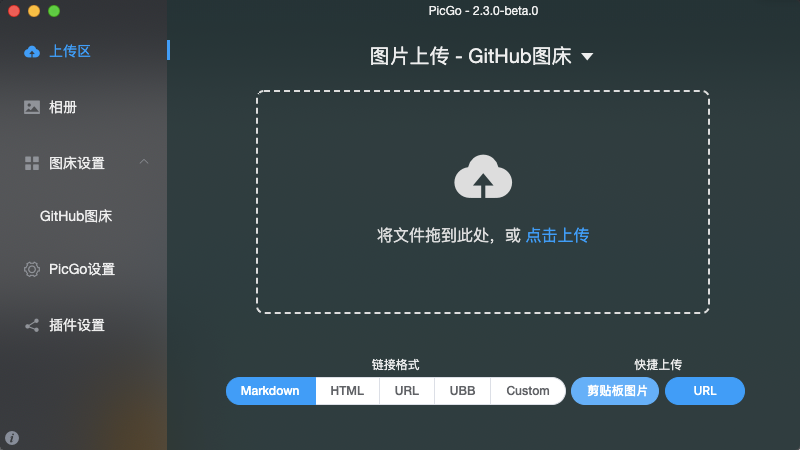 PicGo - 2.3.0-beta.0
上传区
相册
图床设置
GitHub图床
PicGo设置
插件设置
图片上传 - GitHub图床
将文件拖到此处，或 点击上传
链接格式
Markdown HTML URL UBB Custom
快捷上传
剪贴板图片 URL